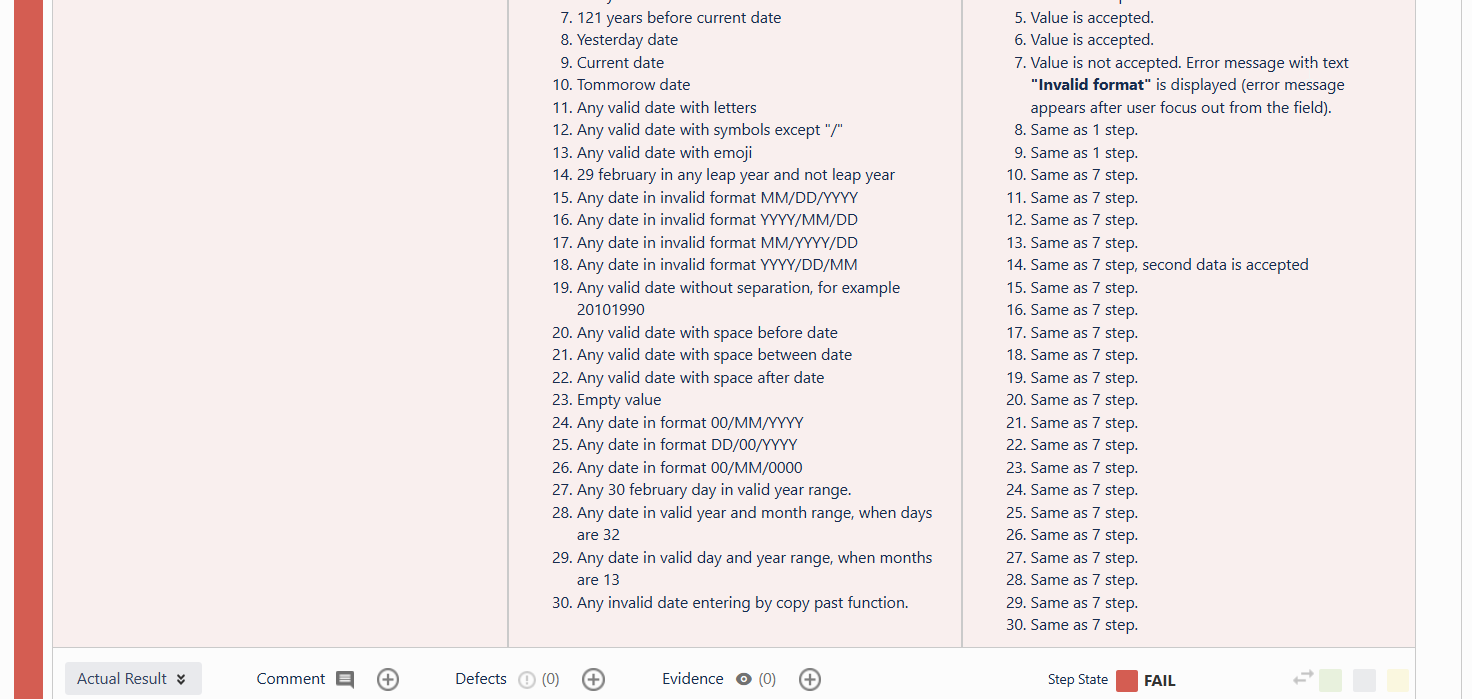 7. 121 years before current date
8. Yesterday date
9. Current date
10. Tommorow date
11. Any valid date with letters
12. Any valid date with symbols except "/"
13. Any valid date with emoji
14. 29 february in any leap year and not leap year
15. Any date in invalid format MM/DD/YYYY
16. Any date in invalid format YYYY/MM/DD
17. Any date in invalid format MM/YYYY/DD
18. Any date in invalid format YYYY/DD/MM
19. Any valid date without separation, for example
20101990
20. Any valid date with space before date
21. Any valid date with space between date
22. Any valid date with space after date
23. Empty value
24. Any date in format 00/MM/YYYY
25. Any date in format DD/00/YYYY
26. Any date in format 00/MM/0000
27. Any 30 february day in valid year range.
28. Any date in valid year and month range, when days
are 32
29. Any date in valid day and year range, when months
are 13
30. Any invalid date entering by copy past function.
5. Value is accepted.
6. Value is accepted.
7. Value is not accepted. Error message with text
"Invalid format" is displayed (error message
appears after user focus out from the field).
8. Same as 1 step.
9. Same as 1 step.
10. Same as 7 step.
11. Same as 7 step.
12. Same as 7 step.
13. Same as 7 step.
14. Same as 7 step, second data is accepted
15. Same as 7 step.
16. Same as 7 step.
17. Same as 7 step.
18. Same as 7 step.
19. Same as 7 step.
20. Same as 7 step.
21. Same as 7 step.
22. Same as 7 step.
23. Same as 7 step.
24. Same as 7 step.
25. Same as 7 step.
26. Same as 7 step.
27. Same as 7 step.
28. Same as 7 step.
29. Same as 7 step.
30. Same as 7 step.
Actual Result Comment Defects (0) Evidence (0) Step State FAIL